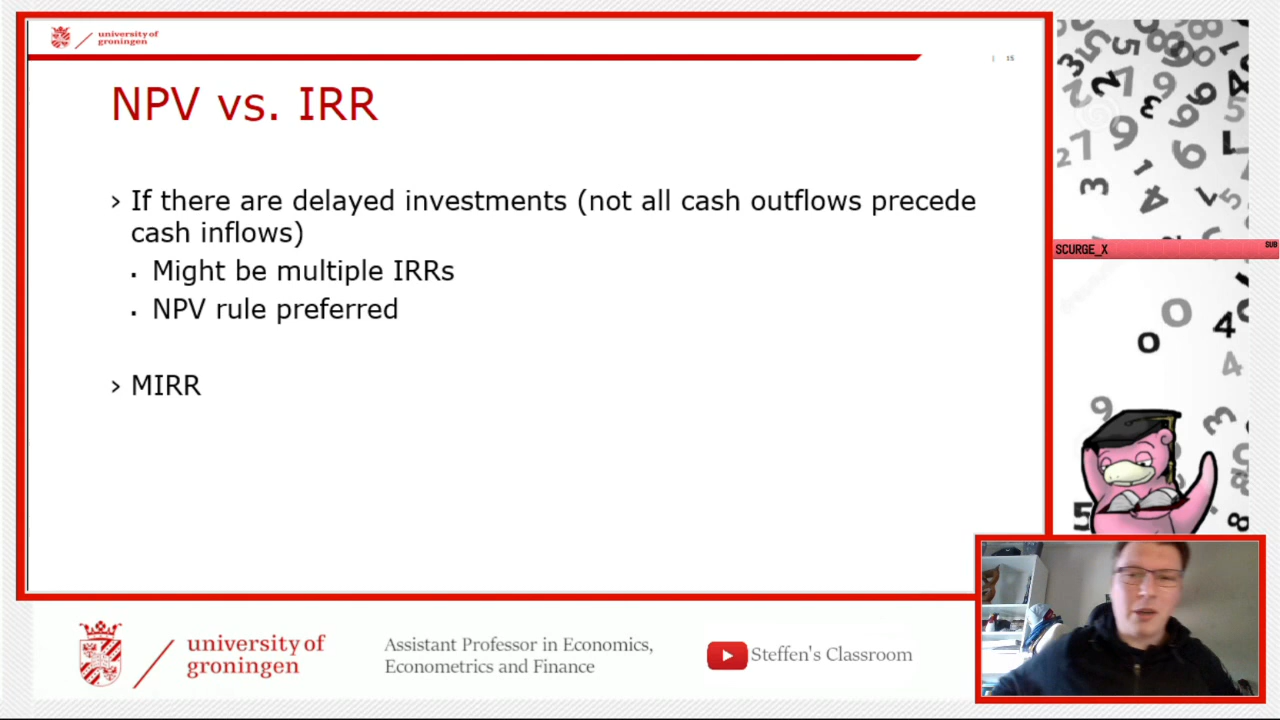 university of
groningen
| 15
NPV vs. IRR
› If there are delayed investments (not all cash outflows precede
cash inflows)
▪ Might be multiple IRRs
▪ NPV rule preferred
› MIRR
SCURGE_X
SUB
university of
groningen
Assistant Professor in Economics,
Econometrics and Finance
Steffen's Classroom